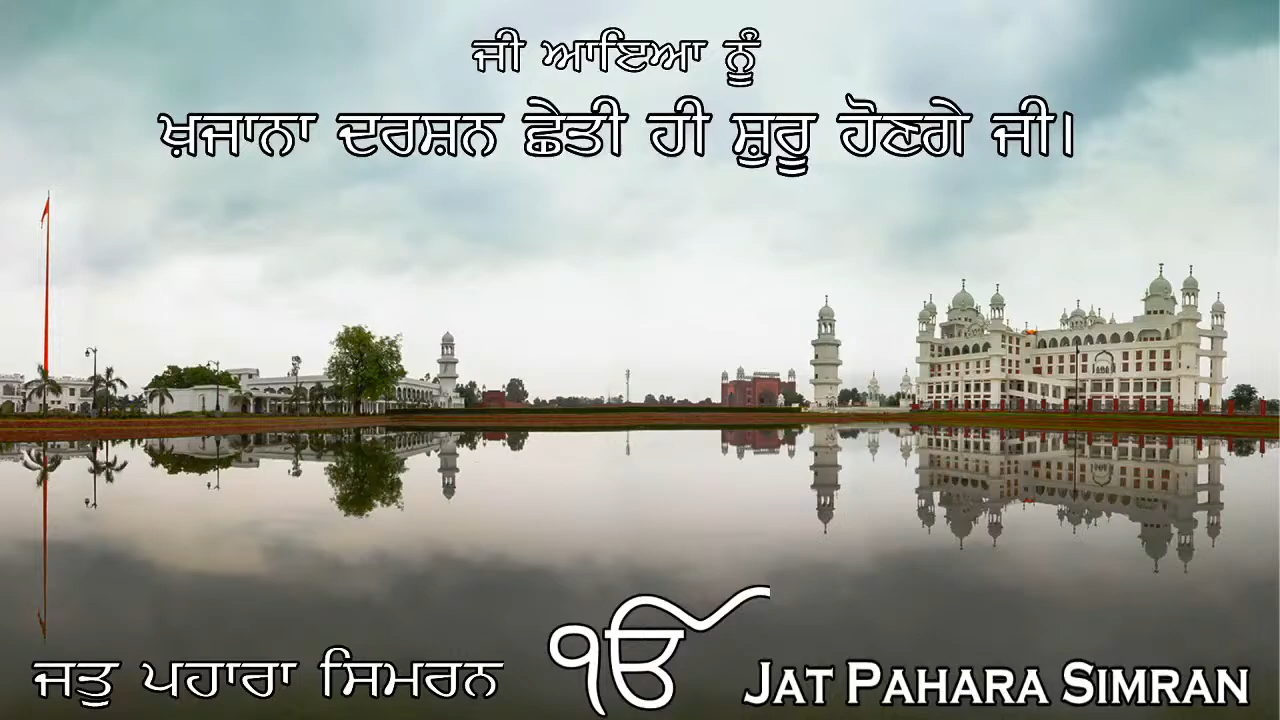 ਜੀ ਆਇਆ ਨੂੰ
ਖ਼ਜਾਨਾ ਦਰਸ਼ਨ ਛੇਤੀ ਹੀ ਸ਼ੁਰੂ ਹੋਣਗੇ ਜੀ।
ਜਤੁ ਪਹਾਰਾ ਸਿਮਰਨ ੴ JAT PAHARA SIMRAN